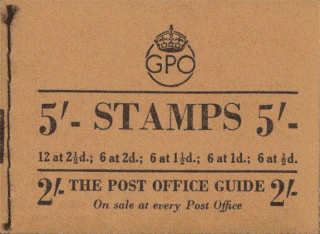 GPO
5/- STAMPS 5/-
12 at 2½d.; 6 at 2d.; 6 at 1½d.; 6 at 1d.; 6 at ½d.
2/- THE POST OFFICE GUIDE 2/-
On sale at every Post Office